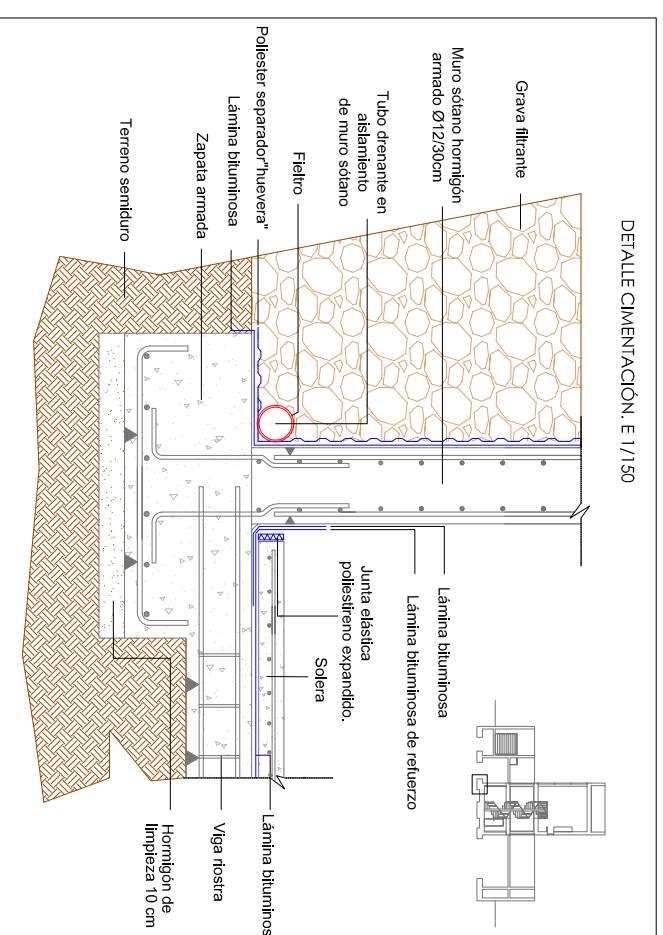 DETALLE CIMENTACIÓN. E 1/150
Grava filtrante
Muro sótano hormigón
armado Ø12/30cm
Tubo drenante en
aislamiento
de muro sótano
Fieltro
Poliester separador"huevera"
Lámina bituminosa
Zapata armada
Terreno semiduro
Lámina bituminosa
Lámina bituminosa de refuerzo
Junta elástica
poliestireno expandido.
Solera
Lámina bituminos
Viga riostra
Hormigón de
limpieza 10 cm